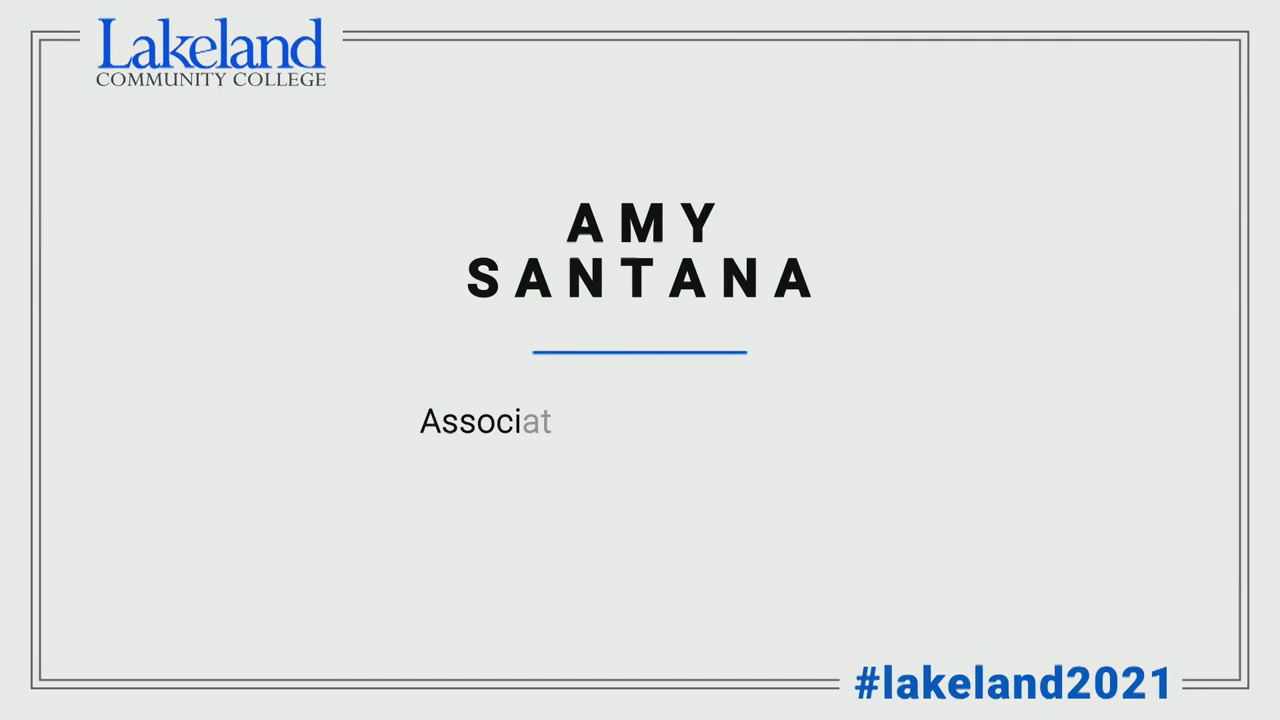 Lakeland
COMMUNITY COLLEGE
AMY
SANTANA
Associat
#lakeland2021